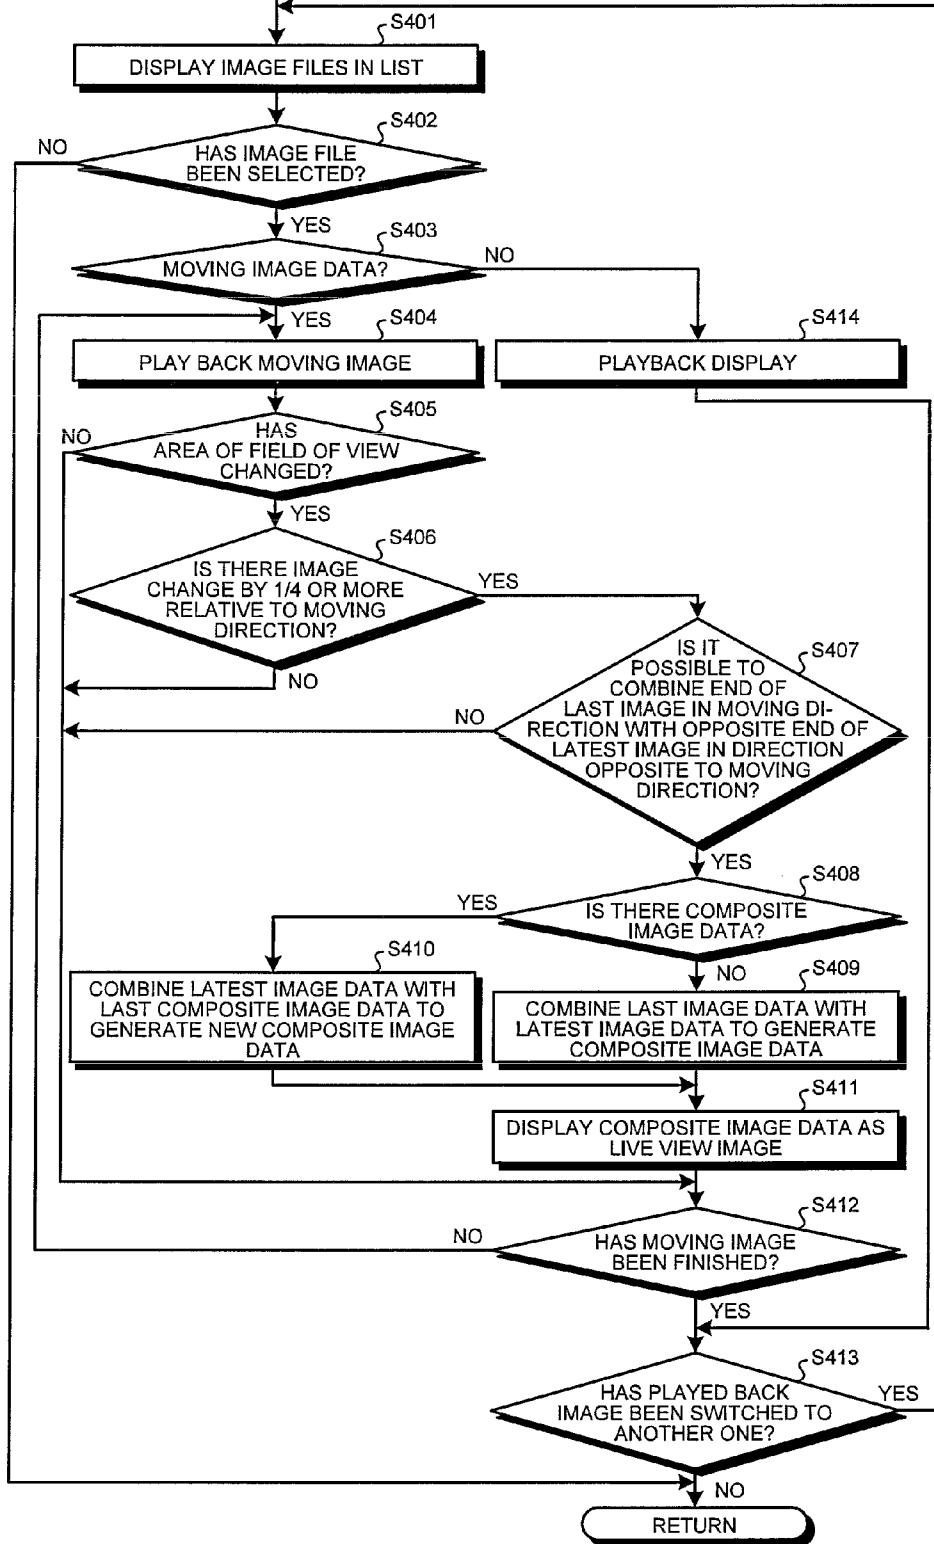 S401
DISPLAY IMAGE FILES IN LIST
S402
NO
HAS IMAGE FILE
BEEN SELECTED?
YES
S403
MOVING IMAGE DATA?
NO
YES
S404
PLAY BACK MOVING IMAGE
S414
PLAYBACK DISPLAY
S405
NO
HAS
AREA OF FIELD OF VIEW
CHANGED?
YES
S406
IS THERE IMAGE
CHANGE BY 1/4 OR MORE
RELATIVE TO MOVING
DIRECTION?
YES
NO
S407
IS IT
POSSIBLE TO
COMBINE END OF
LAST IMAGE IN MOVING DI-
RECTION WITH OPPOSITE END OF
LATEST IMAGE IN DIRECTION
OPPOSITE TO MOVING
DIRECTION?
NO
YES
S408
YES
IS THERE COMPOSITE
IMAGE DATA?
NO
S410
COMBINE LATEST IMAGE DATA WITH
LAST COMPOSITE IMAGE DATA TO
GENERATE NEW COMPOSITE IMAGE
DATA
S409
COMBINE LAST IMAGE DATA WITH
LATEST IMAGE DATA TO GENERATE
COMPOSITE IMAGE DATA
S411
DISPLAY COMPOSITE IMAGE DATA AS
LIVE VIEW IMAGE
S412
NO
HAS MOVING IMAGE
BEEN FINISHED?
YES
S413
HAS PLAYED BACK
IMAGE BEEN SWITCHED TO
ANOTHER ONE?
YES
NO
RETURN